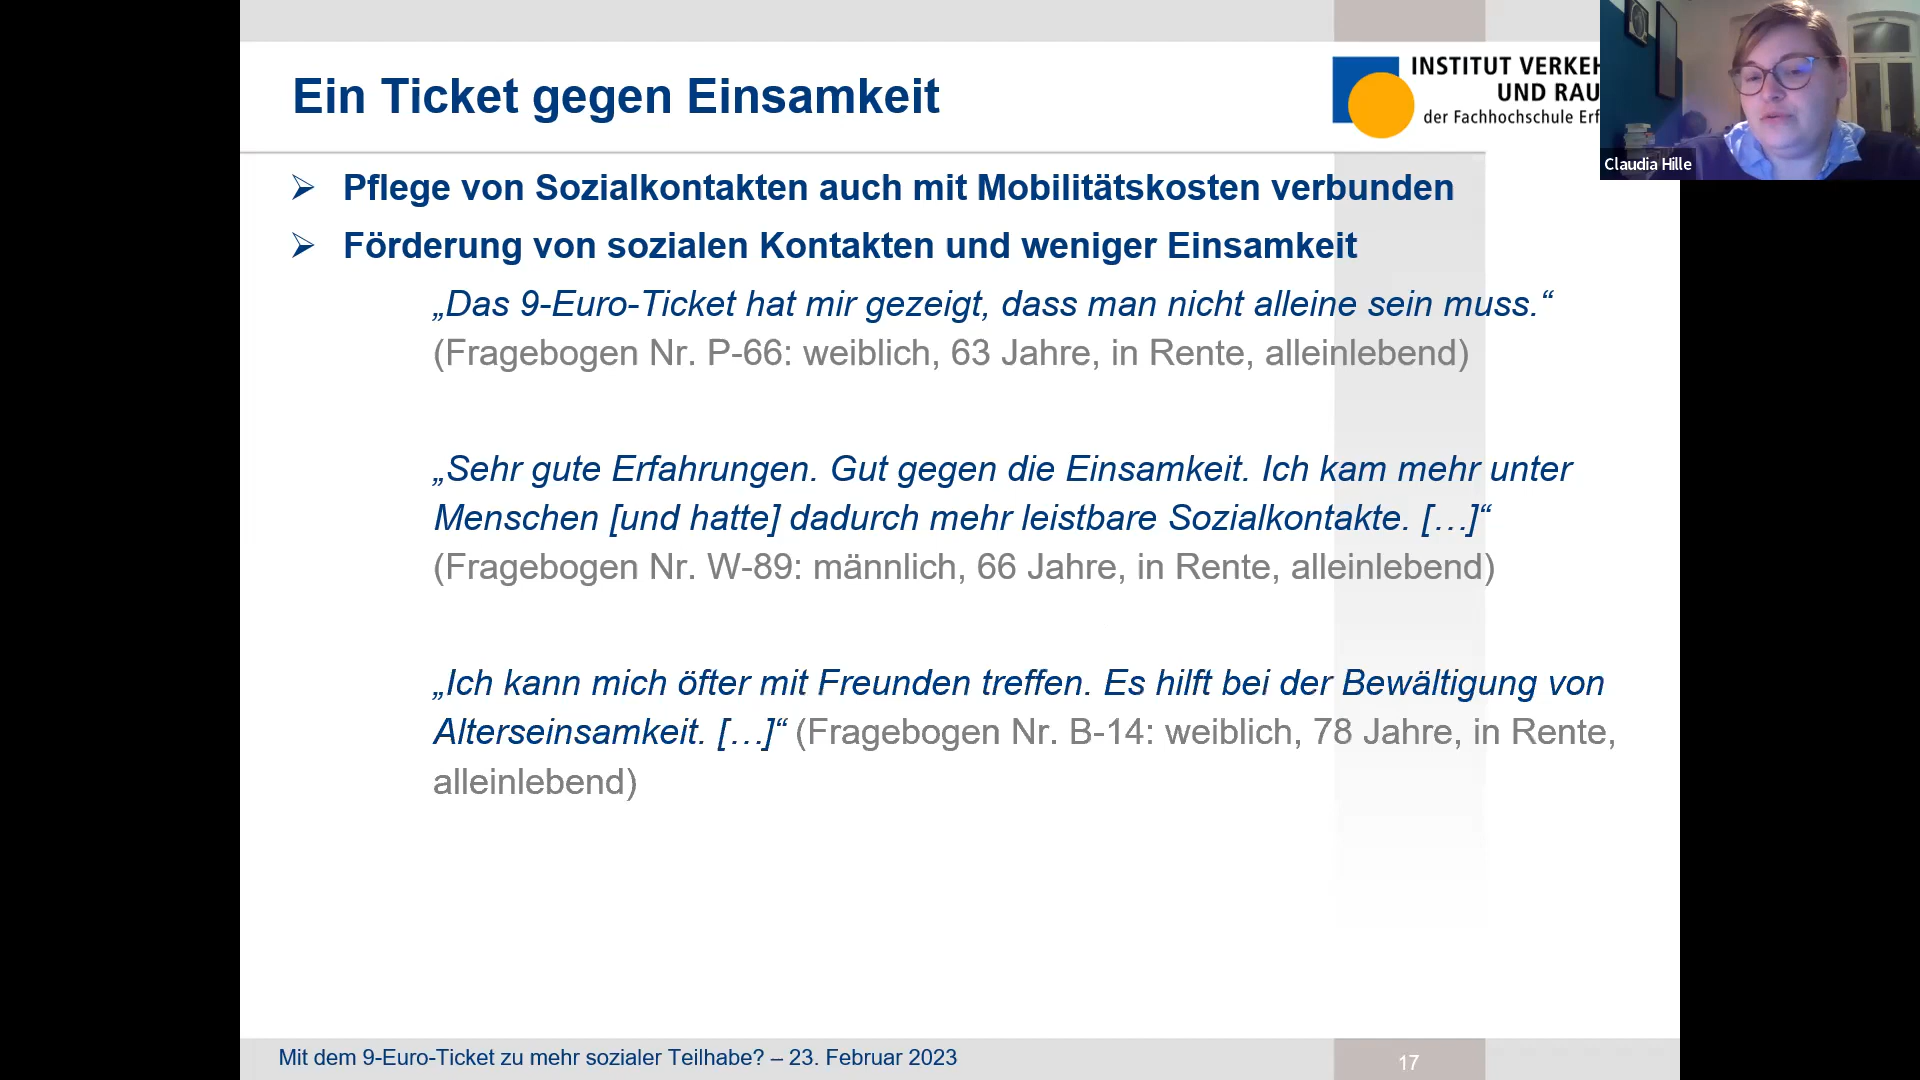 Ein Ticket gegen Einsamkeit
INSTITUT VERKEH
UND RAU
der Fachhochschule Erf
Claudia Hille
➢ Pflege von Sozialkontakten auch mit Mobilitätskosten verbunden
➢ Förderung von sozialen Kontakten und weniger Einsamkeit
„Das 9-Euro-Ticket hat mir gezeigt, dass man nicht alleine sein muss.“
(Fragebogen Nr. P-66: weiblich, 63 Jahre, in Rente, alleinlebend)
„Sehr gute Erfahrungen. Gut gegen die Einsamkeit. Ich kam mehr unter
Menschen [und hatte] dadurch mehr leistbare Sozialkontakte. […]“
(Fragebogen Nr. W-89: männlich, 66 Jahre, in Rente, alleinlebend)
„Ich kann mich öfter mit Freunden treffen. Es hilft bei der Bewältigung von
Alterseinsamkeit. […]“ (Fragebogen Nr. B-14: weiblich, 78 Jahre, in Rente,
alleinlebend)
Mit dem 9-Euro-Ticket zu mehr sozialer Teilhabe? – 23. Februar 2023
17